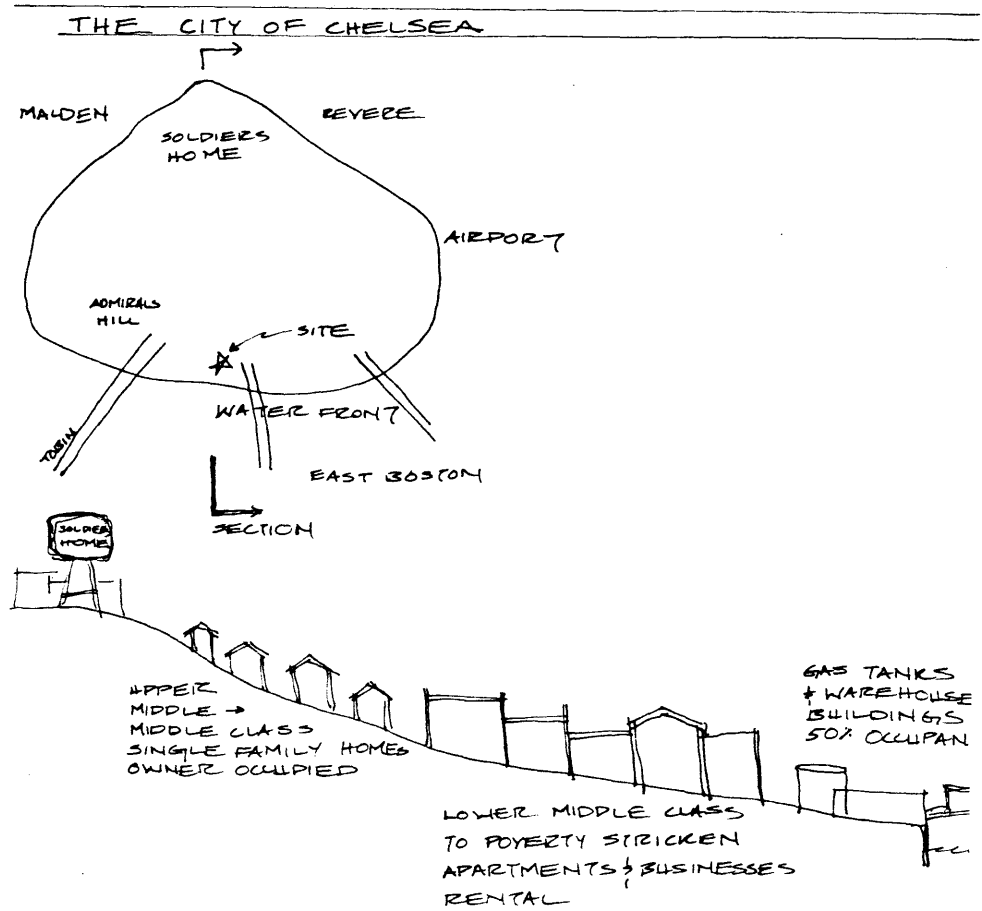 THE CITY OF CHELSEA
MALDEN
REVERE
SOLDIERS
HOME
AIRPORT
ADMIRALS
HILL
SITE
WATER FRONT
TOBIN
EAST BOSTON
SECTION
SOLDIER
HOME
UPPER
MIDDLE →
MIDDLE CLASS
SINGLE FAMILY HOMES
OWNER OCCUPIED
GAS TANKS
& WAREHOUSE
BUILDINGS
50% OCCUPAN
LOWER MIDDLE CLASS
TO POVERTY STRICKEN
APARTMENTS & BUSINESSES
RENTAL